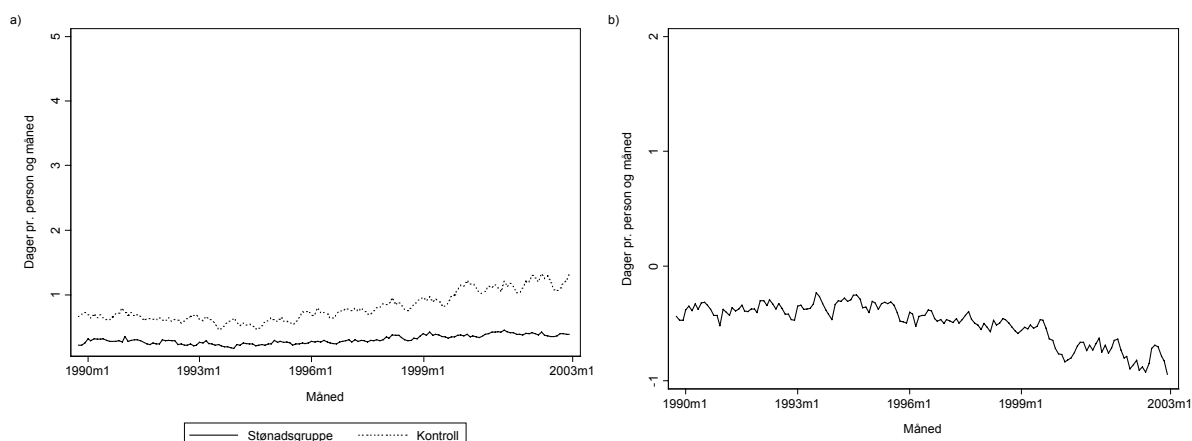 a)
5
4
3
2
1
Dager pr. person og måned
1990m1 1993m1 1996m1 1999m1 2003m1
Måned
Stønadsgruppe Kontroll
b)
2
1
0
-1
Dager pr. person og måned
1990m1 1993m1 1996m1 1999m1 2003m1
Måned